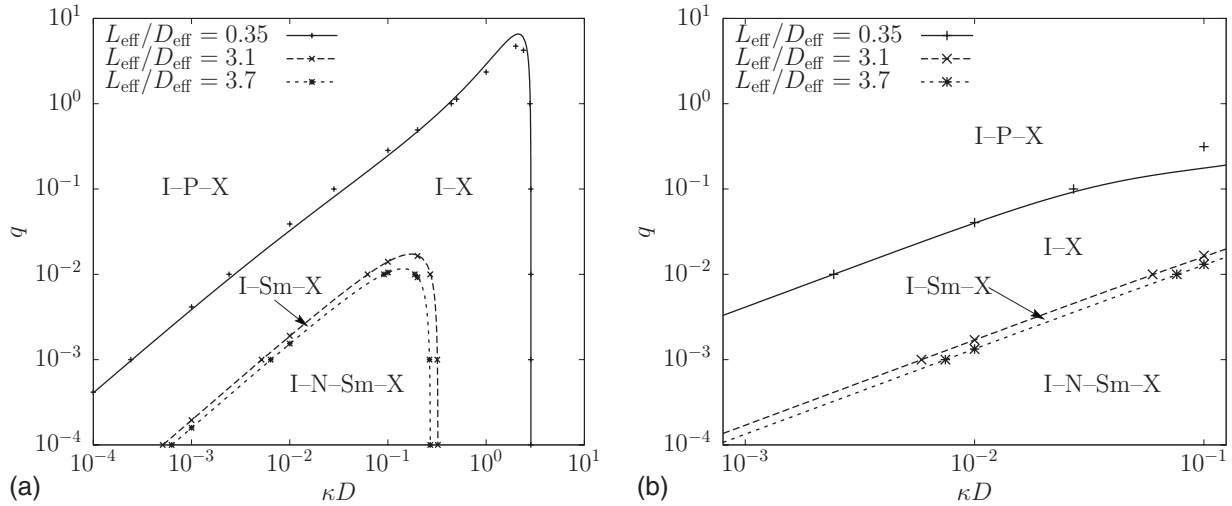 L_eff/D_eff = 0.35
L_eff/D_eff = 3.1
L_eff/D_eff = 3.7
I–P–X
I–X
I–Sm–X
I–N–Sm–X
10^1
10^0
10^−1
10^−2
10^−3
10^−4
q
10^−4 10^−3 10^−2 10^−1 10^0 10^1
κD
(a)
L_eff/D_eff = 0.35
L_eff/D_eff = 3.1
L_eff/D_eff = 3.7
I–P–X
I–X
I–Sm–X
I–N–Sm–X
10^1
10^0
10^−1
10^−2
10^−3
10^−4
q
10^−3 10^−2 10^−1
κD
(b)